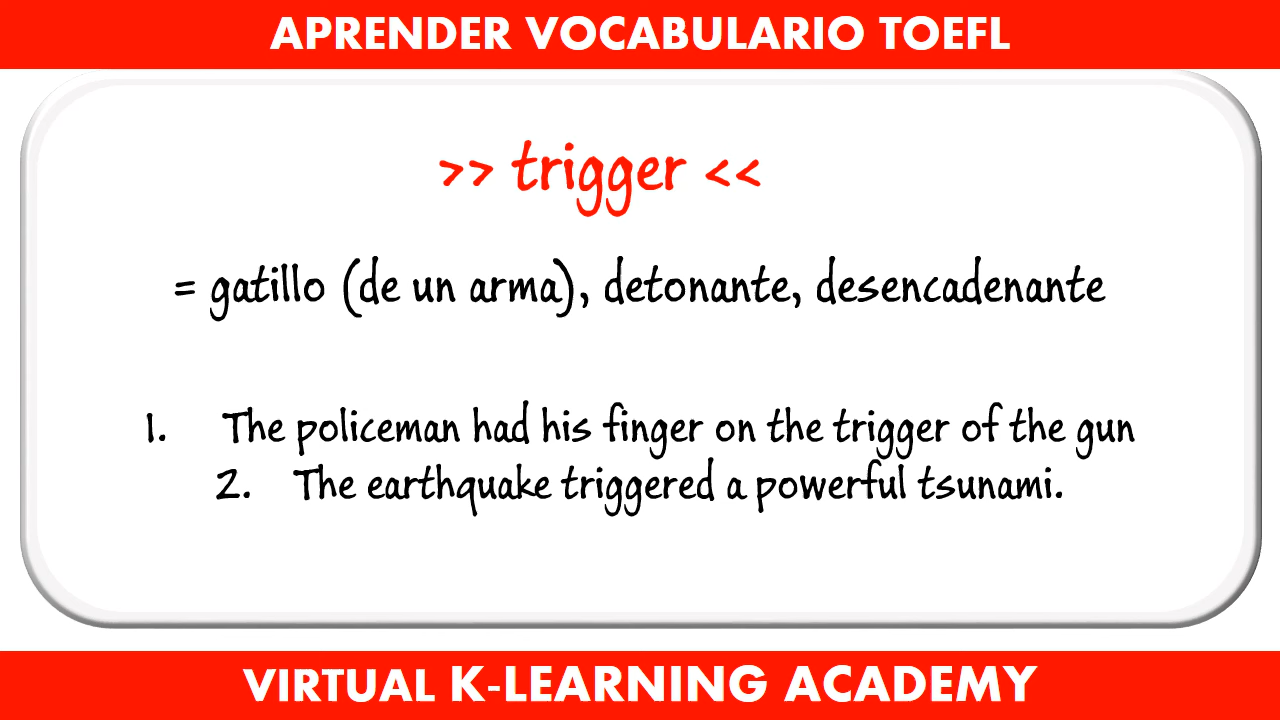 APRENDER VOCABULARIO TOEFL
>> trigger <<
= gatillo (de un arma), detonante, desencadenante
1. The policeman had his finger on the trigger of the gun
2. The earthquake triggered a powerful tsunami.
VIRTUAL K-LEARNING ACADEMY